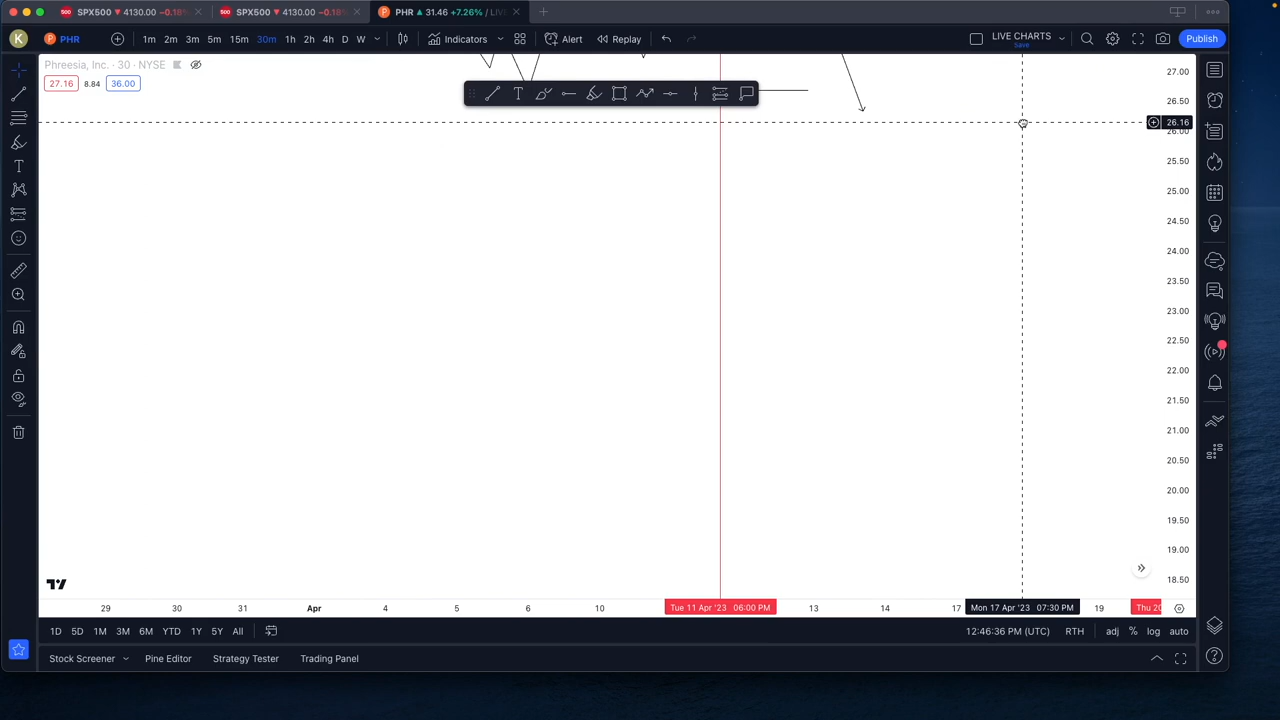 SPX500 ▼ 4130.00 −0.18%
SPX500 ▼ 4130.00 −0.18%
PHR ▲ 31.46 +7.26% / LIV
K
PHR
1m 2m 3m 5m 15m 30m 1h 2h 4h D W
Indicators
Alert
Replay
LIVE CHARTS
Save
Publish
Phreesia, Inc. · 30 · NYSE
27.16 8.84 36.00
27.00
26.50
26.16
26.00
25.50
25.00
24.50
24.00
23.50
23.00
22.50
22.00
21.50
21.00
20.50
20.00
19.50
19.00
18.50
29 30 31 Apr 4 5 6 10 Tue 11 Apr '23 06:00 PM 13 14 17 Mon 17 Apr '23 07:30 PM 19 Thu 20
1D 5D 1M 3M 6M YTD 1Y 5Y All
12:46:36 PM (UTC) RTH adj % log auto
Stock Screener Pine Editor Strategy Tester Trading Panel